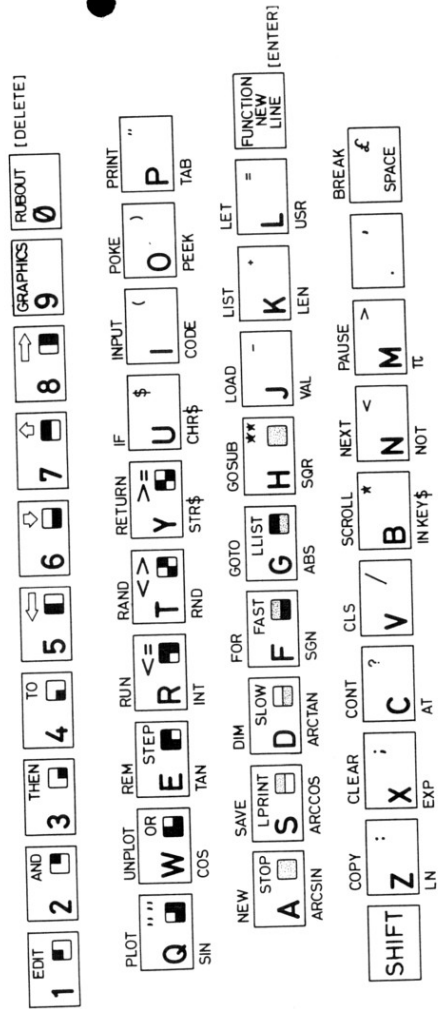 EDIT AND THEN TO ⇦ ⇩ ⇧ ⇨ GRAPHICS RUBOUT [DELETE]
1 2 3 4 5 6 7 8 9 0
PLOT UNPLOT REM RUN RAND RETURN IF INPUT POKE PRINT
"" OR STEP <= <> >= $ ( ) "
Q W E R T Y U I O P
SIN COS TAN INT RND STR$ CHR$ CODE PEEK TAB
NEW SAVE DIM FOR GOTO GOSUB LOAD LIST LET
STOP LPRINT SLOW FAST LLIST ** - + = FUNCTION [ENTER]
A S D F G H J K L NEW
LINE
ARCSIN ARCCOS ARCTAN SGN ABS SQR VAL LEN USR
COPY CLEAR CONT CLS SCROLL NEXT PAUSE BREAK
: ; ? / * < > , £
SHIFT Z X C V B N M . SPACE
LN EXP AT INKEY$ NOT π